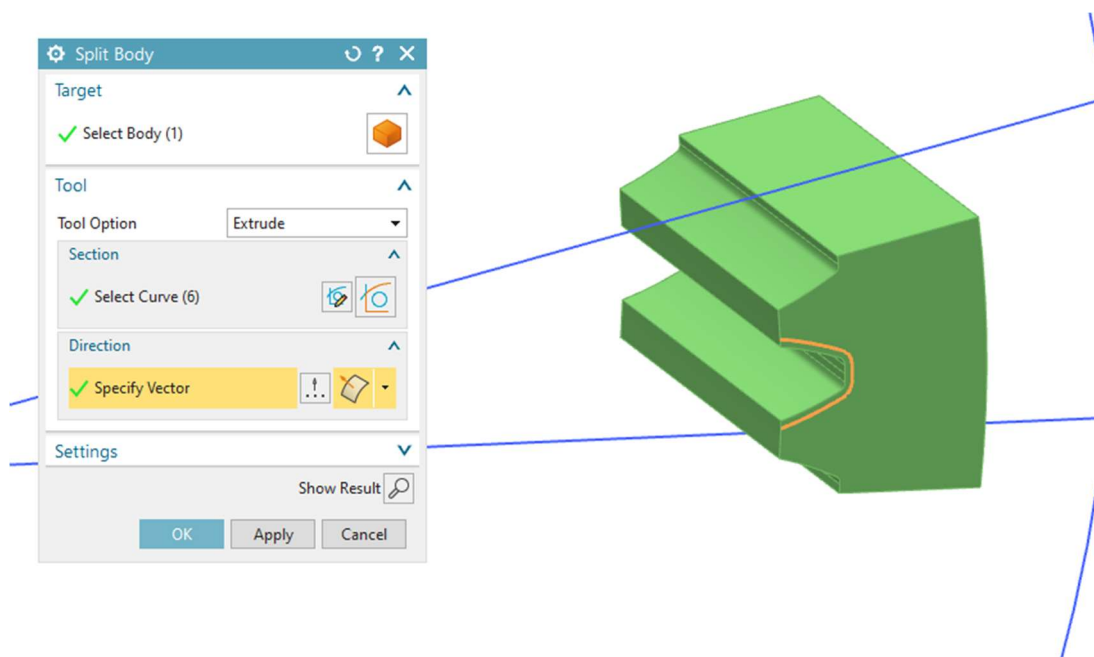 Split Body
?
Target
Select Body (1)
Tool
Tool Option Extrude
Section
Select Curve (6)
Direction
Specify Vector
Settings
Show Result
OK Apply Cancel